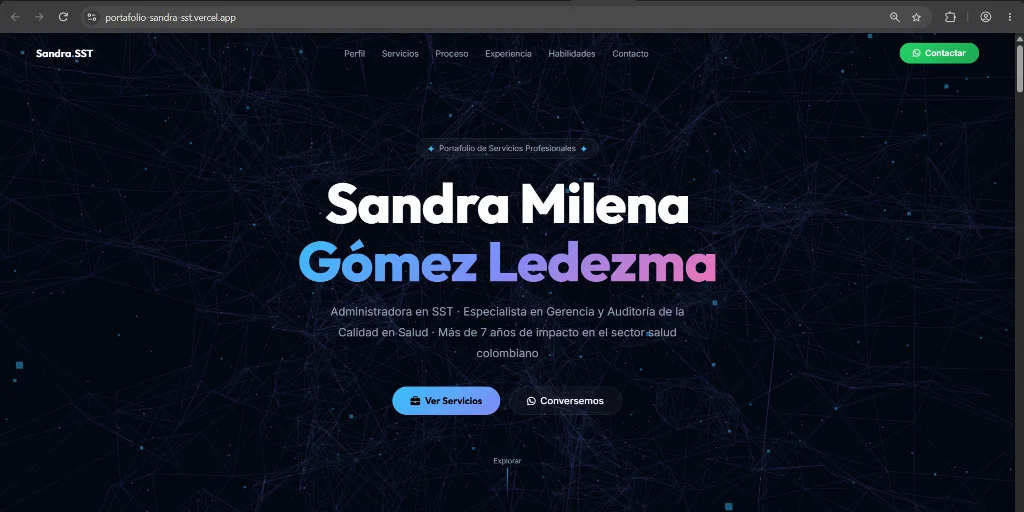 portafolio-sandra-sst.vercel.app
Sandra.SST
Perfil Servicios Proceso Experiencia Habilidades Contacto
Contactar
Portafolio de Servicios Profesionales
Sandra Milena
Gómez Ledezma
Administradora en SST · Especialista en Gerencia y Auditoría de la
Calidad en Salud · Más de 7 años de impacto en el sector salud
colombiano
Ver Servicios
Conversemos
Explorar